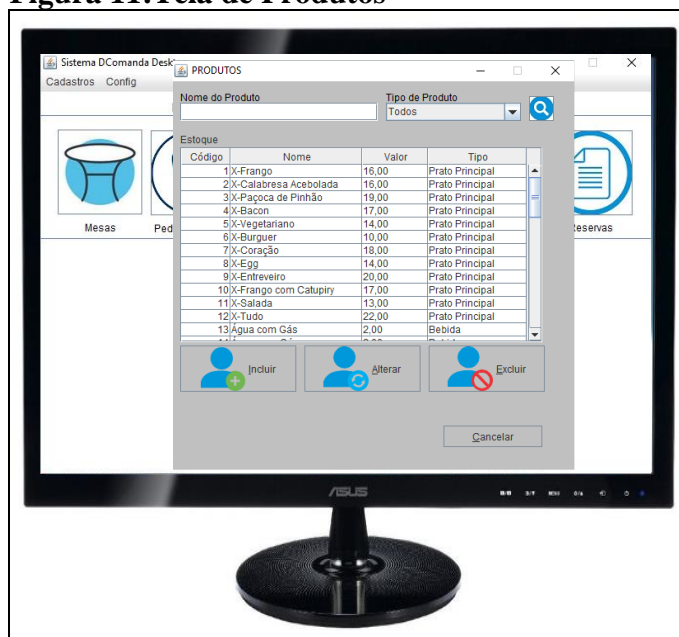 Figura 11:Tela de Produtos
Sistema DComanda Desk
Cadastros Config
PRODUTOS
Nome do Produto Tipo de Produto
Todos
Estoque
Código Nome Valor Tipo
1 X-Frango 16,00 Prato Principal
2 X-Calabresa Acebolada 16,00 Prato Principal
3 X-Paçoca de Pinhão 19,00 Prato Principal
4 X-Bacon 17,00 Prato Principal
5 X-Vegetariano 14,00 Prato Principal
6 X-Burguer 10,00 Prato Principal
7 X-Coração 18,00 Prato Principal
8 X-Egg 14,00 Prato Principal
9 X-Entreveiro 20,00 Prato Principal
10 X-Frango com Catupiry 17,00 Prato Principal
11 X-Salada 13,00 Prato Principal
12 X-Tudo 22,00 Prato Principal
13 Água com Gás 2,00 Bebida
Mesas
Ped
Reservas
Incluir
Alterar
Excluir
Cancelar
ASUS
MENU